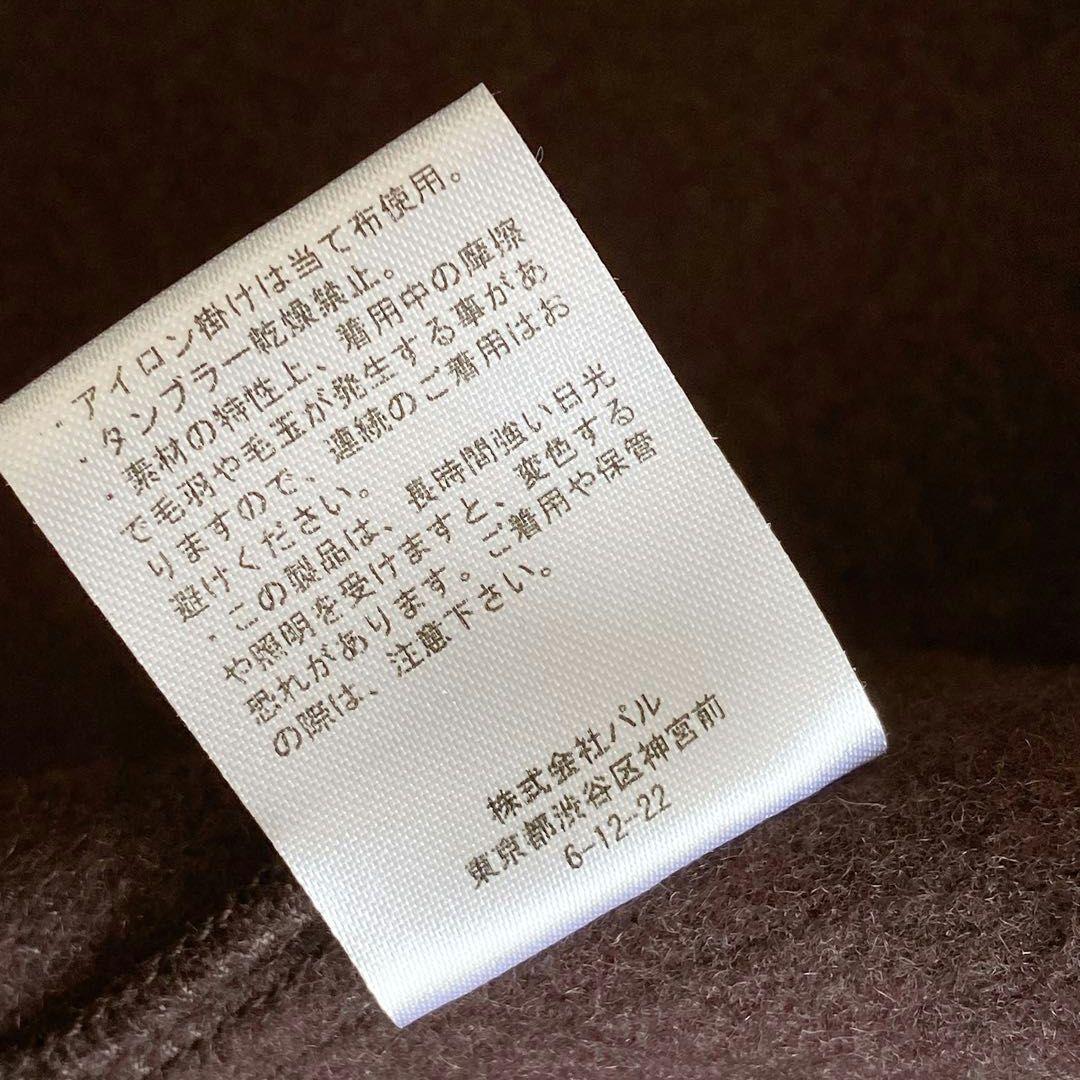 ・アイロン掛けは当て布使用。
・タンブラー乾燥禁止。
・素材の特性上、着用中の摩擦
で毛羽や毛玉が発生する事があ
りますので、連続のご着用はお
避けください。
・この製品は、長時間強い日光
や照明を受けますと、変色する
恐れがあります。ご着用や保管
の際は、注意下さい。
株式会社パル
東京都渋谷区神宮前
6-12-22